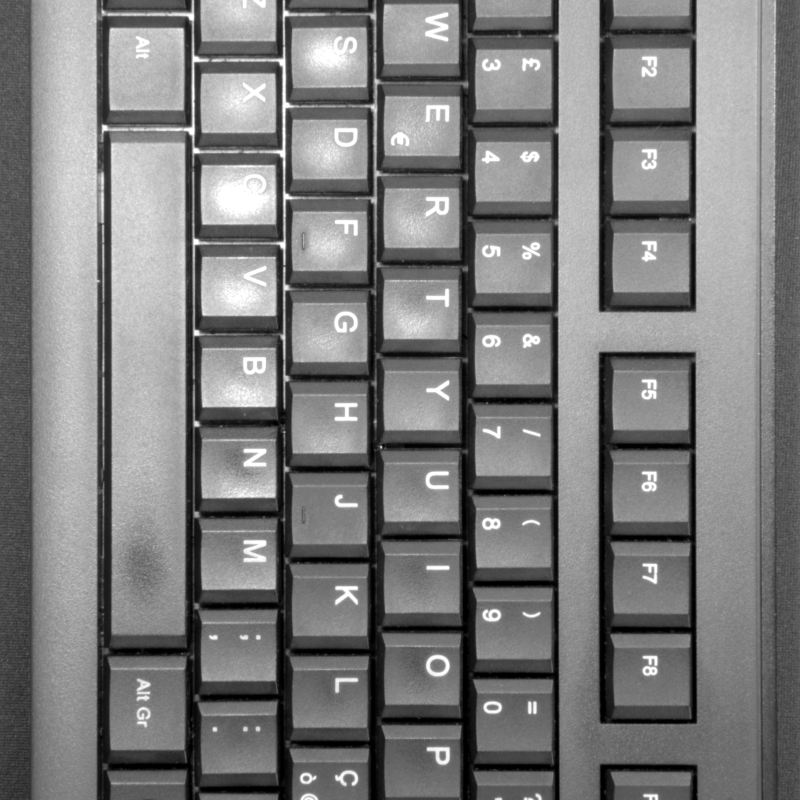 F2 F3 F4 F5 F6 F7 F8
£ $ % & / ( ) =
3 4 5 6 7 8 9 0
W E R T Y U I O P
€
S D F G H J K L Ç
ò
X C V B N M ; :
, .
Alt Alt Gr